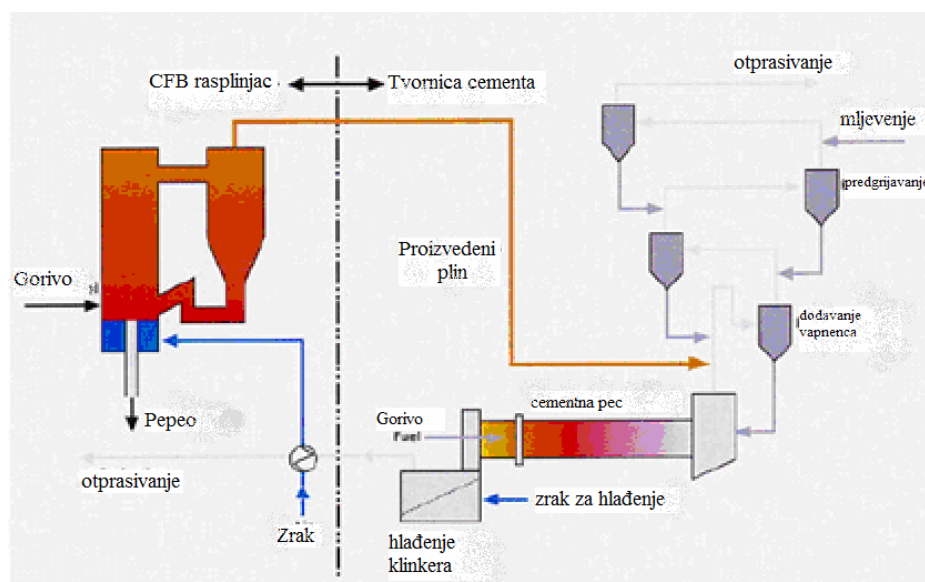 CFB rasplinjac
Tvornica cementa
otprasivanje
mljevenje
predgrijavanje
Proizvedeni
plin
Gorivo
dodavanje
vapnenca
Pepeo
Gorivo
Fuel
cementna pec
otprasivanje
Zrak
zrak za hlađenje
hlađenje
klinkera